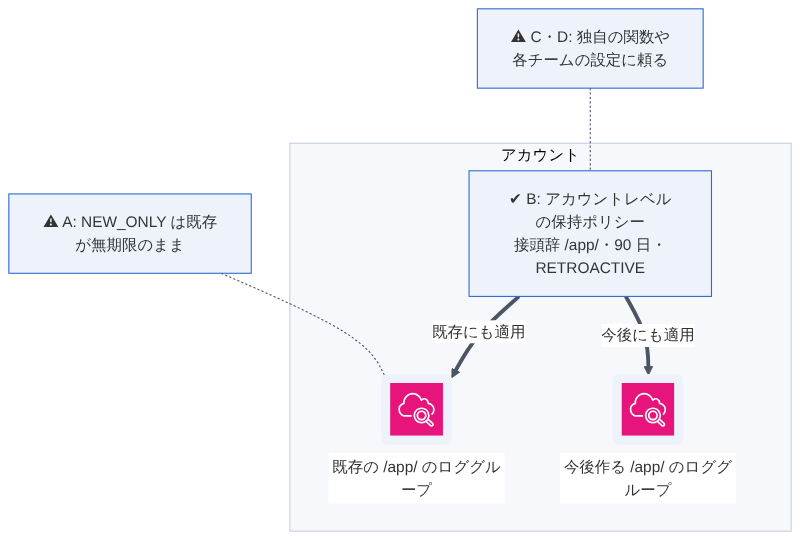 ⚠ C・D: 独自の関数や
各チームの設定に頼る
アカウント
⚠ A: NEW_ONLY は既存
が無期限のまま
✔ B: アカウントレベル
の保持ポリシー
接頭辞 /app/・90 日・
RETROACTIVE
既存にも適用
今後にも適用
既存の /app/ のロググル
ープ
今後作る /app/ のロググ
ループ